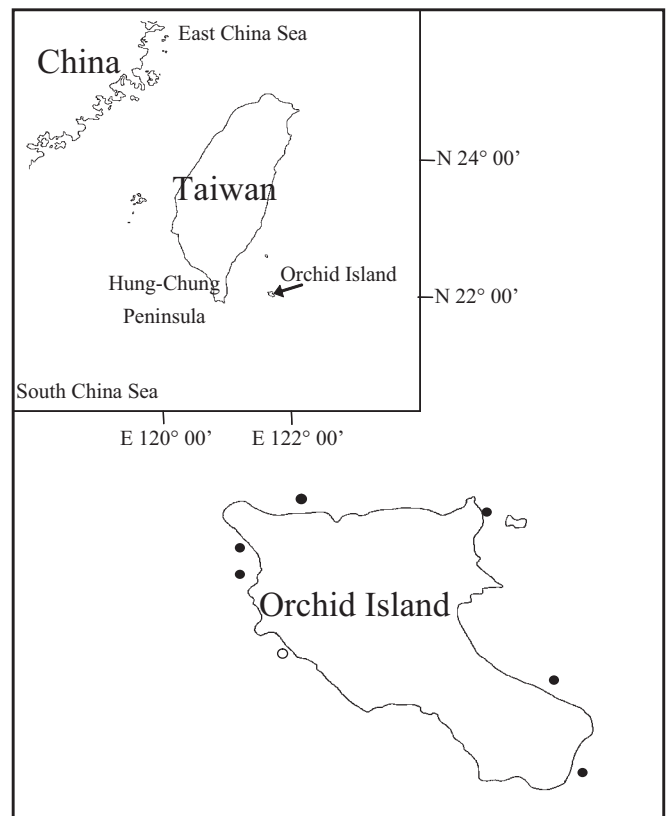 East China Sea
China
N 24° 00’
Taiwan
Orchid Island
Hung-Chung
Peninsula
N 22° 00’
South China Sea
E 120° 00’ E 122° 00’
Orchid Island